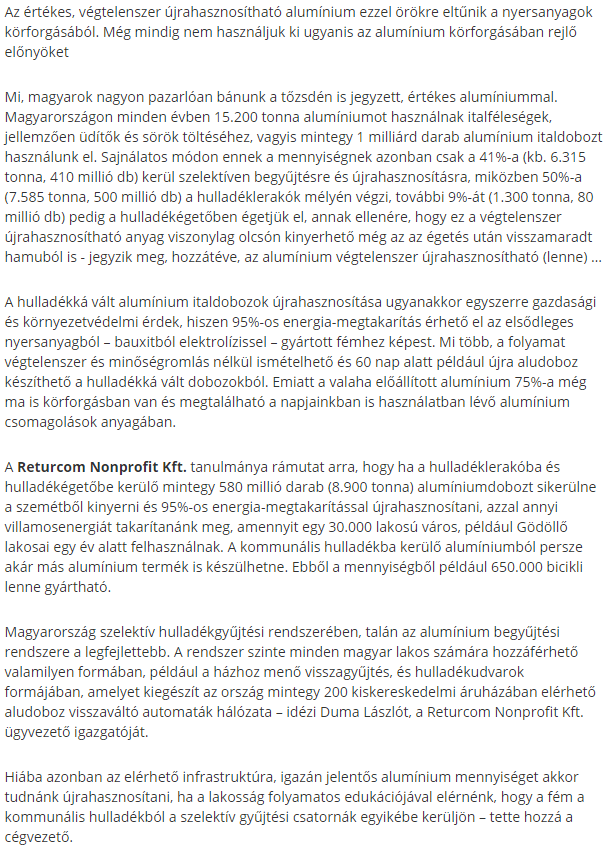 Az értékes, végtelenszer újrahasznosítható alumínium ezzel örökre eltűnik a nyersanyagok
körforgásából. Még mindig nem használjuk ki ugyanis az alumínium körforgásában rejlő
előnyöket
Mi, magyarok nagyon pazarlóan bánunk a tőzsdén is jegyzett, értékes alumíniummal.
Magyarországon minden évben 15.200 tonna alumíniumot használnak italféleségek,
jellemzően üdítők és sörök töltéséhez, vagyis mintegy 1 milliárd darab alumínium italdobozt
használunk el. Sajnálatos módon ennek a mennyiségnek azonban csak a 41%-a (kb. 6.315
tonna, 410 millió db) kerül szelektíven begyűjtésre és újrahasznosításra, miközben 50%-a
(7.585 tonna, 500 millió db) a hulladéklerakók mélyén végzi, további 9%-át (1.300 tonna, 80
millió db) pedig a hulladékégetőben égetjük el, annak ellenére, hogy ez a végtelenszer
újrahasznosítható anyag viszonylag olcsón kinyerhető még az az égetés után visszamaradt
hamuból is - jegyzik meg, hozzátéve, az alumínium végtelenszer újrahasznosítható (lenne) ...
A hulladékká vált alumínium italdobozok újrahasznosítása ugyanakkor egyszerre gazdasági
és környezetvédelmi érdek, hiszen 95%-os energia-megtakarítás érhető el az elsődleges
nyersanyagból – bauxitból elektrolízissel – gyártott fémhez képest. Mi több, a folyamat
végtelenszer és minőségromlás nélkül ismételhető és 60 nap alatt például újra aludoboz
készíthető a hulladékká vált dobozokból. Emiatt a valaha előállított alumínium 75%-a még
ma is körforgásban van és megtalálható a napjainkban is használatban lévő alumínium
csomagolások anyagában.
A Returcom Nonprofit Kft. tanulmánya rámutat arra, hogy ha a hulladéklerakóba és
hulladékégetőbe kerülő mintegy 580 millió darab (8.900 tonna) alumíniumdobozt sikerülne
a szemétből kinyerni és 95%-os energia-megtakarítással újrahasznosítani, azzal annyi
villamosenergiát takarítanánk meg, amennyit egy 30.000 lakosú város, például Gödöllő
lakosai egy év alatt felhasználnak. A kommunális hulladékba kerülő alumíniumból persze
akár más alumínium termék is készülhetne. Ebből a mennyiségből például 650.000 bicikli
lenne gyártható.
Magyarország szelektív hulladékgyűjtési rendszerében, talán az alumínium begyűjtési
rendszere a legfejlettebb. A rendszer szinte minden magyar lakos számára hozzáférhető
valamilyen formában, például a házhoz menő visszagyűjtés, és hulladékudvarok
formájában, amelyet kiegészít az ország mintegy 200 kiskereskedelmi áruházában elérhető
aludoboz visszaváltó automaták hálózata – idézi Duma Lászlót, a Returcom Nonprofit Kft.
ügyvezető igazgatóját.
Hiába azonban az elérhető infrastruktúra, igazán jelentős alumínium mennyiséget akkor
tudnánk újrahasznosítani, ha a lakosság folyamatos edukációjával elérnénk, hogy a fém a
kommunális hulladékból a szelektív gyűjtési csatornák egyikébe kerüljön – tette hozzá a
cégvezető.